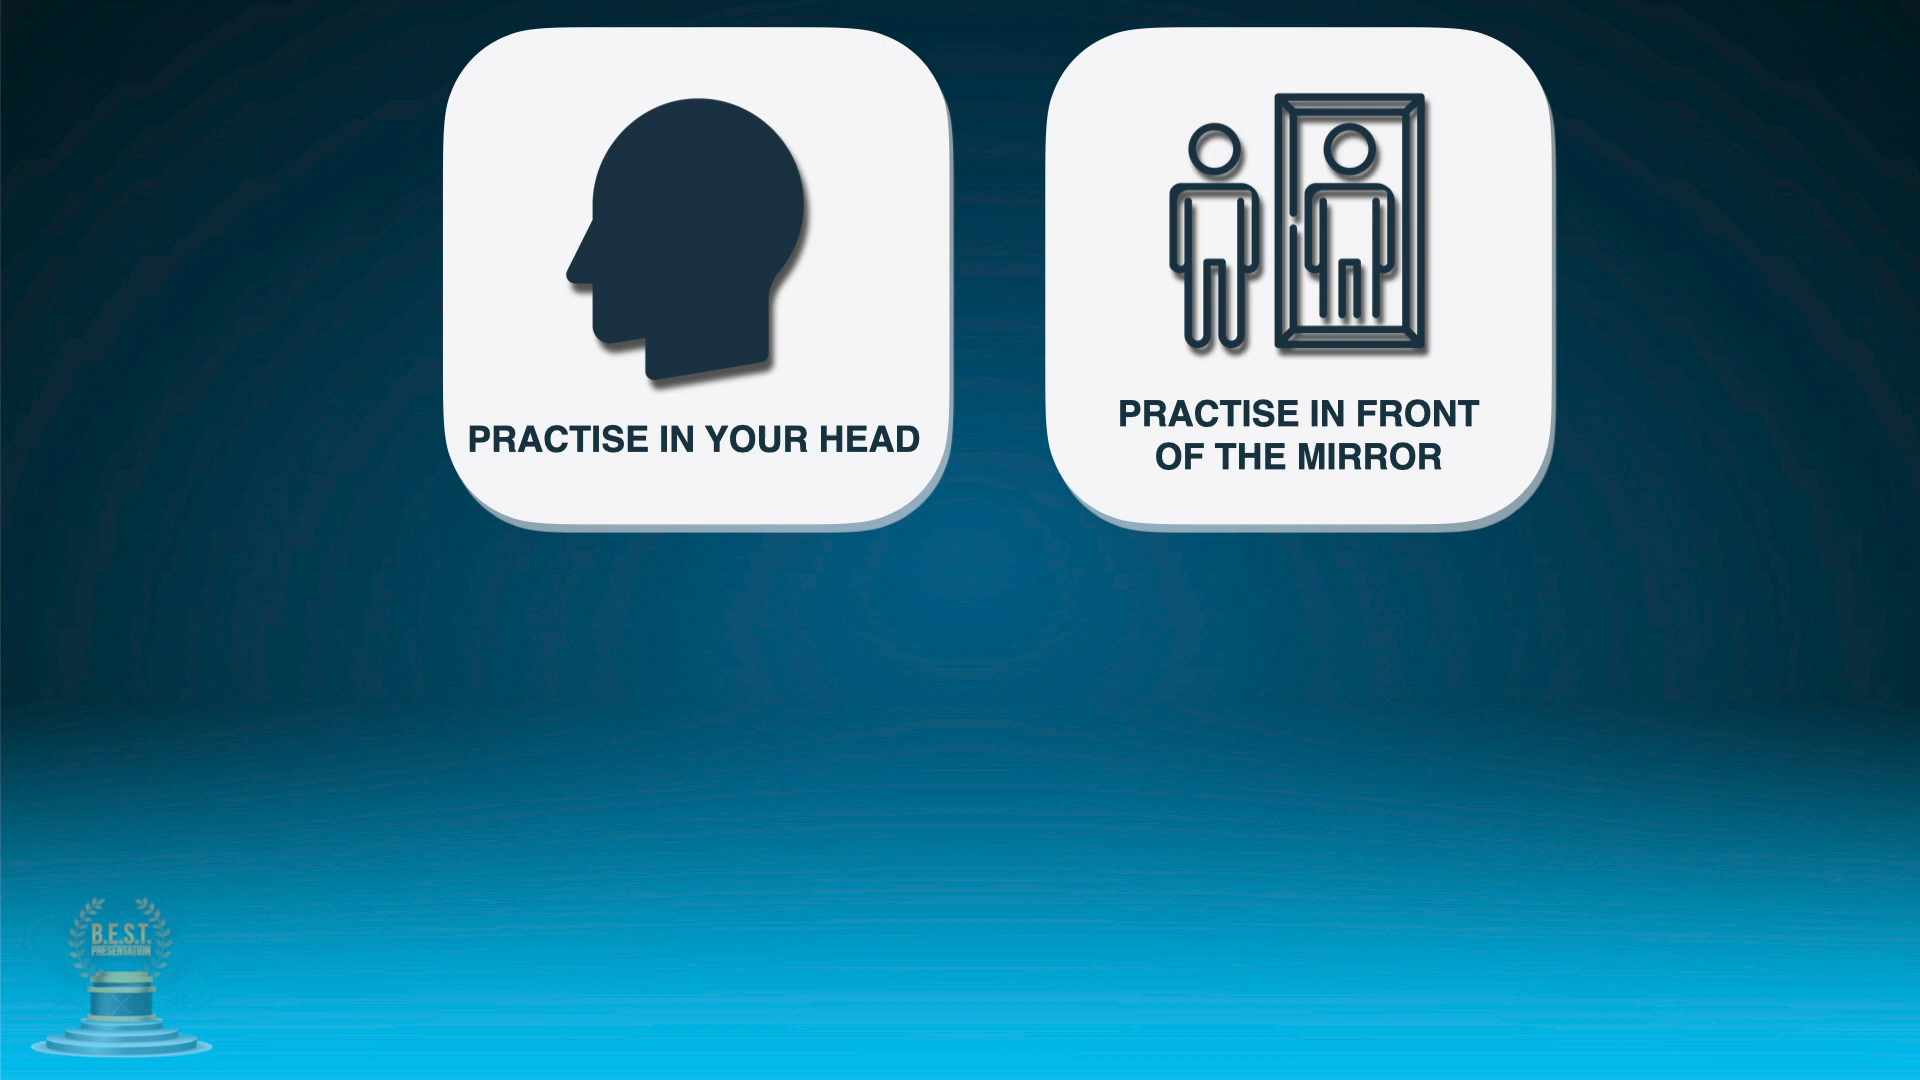 PRACTISE IN YOUR HEAD
PRACTISE IN FRONT
OF THE MIRROR
B.E.S.T.
PRESENTATION